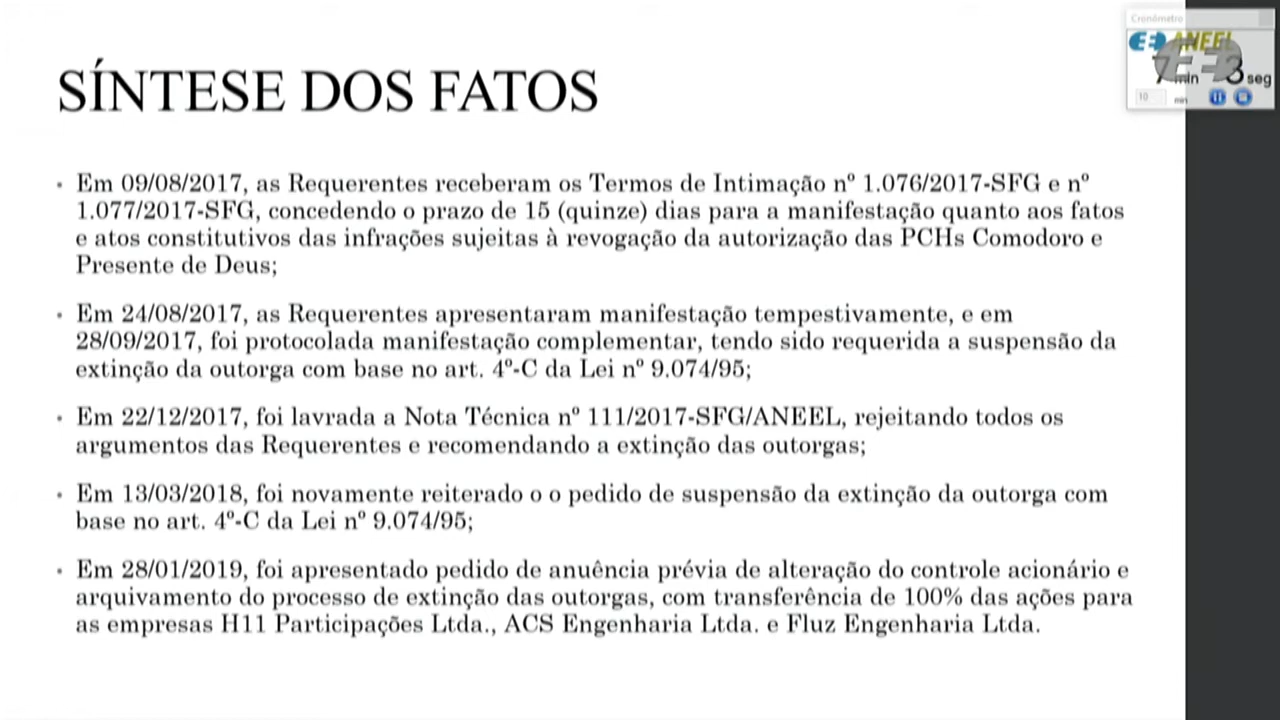 Cronômetro
ANEEL
min
seg
10
min
SÍNTESE DOS FATOS
• Em 09/08/2017, as Requerentes receberam os Termos de Intimação nº 1.076/2017-SFG e nº
1.077/2017-SFG, concedendo o prazo de 15 (quinze) dias para a manifestação quanto aos fatos
e atos constitutivos das infrações sujeitas à revogação da autorização das PCHs Comodoro e
Presente de Deus;
• Em 24/08/2017, as Requerentes apresentaram manifestação tempestivamente, e em
28/09/2017, foi protocolada manifestação complementar, tendo sido requerida a suspensão da
extinção da outorga com base no art. 4º-C da Lei nº 9.074/95;
• Em 22/12/2017, foi lavrada a Nota Técnica nº 111/2017-SFG/ANEEL, rejeitando todos os
argumentos das Requerentes e recomendando a extinção das outorgas;
• Em 13/03/2018, foi novamente reiterado o o pedido de suspensão da extinção da outorga com
base no art. 4º-C da Lei nº 9.074/95;
• Em 28/01/2019, foi apresentado pedido de anuência prévia de alteração do controle acionário e
arquivamento do processo de extinção das outorgas, com transferência de 100% das ações para
as empresas H11 Participações Ltda., ACS Engenharia Ltda. e Fluz Engenharia Ltda.